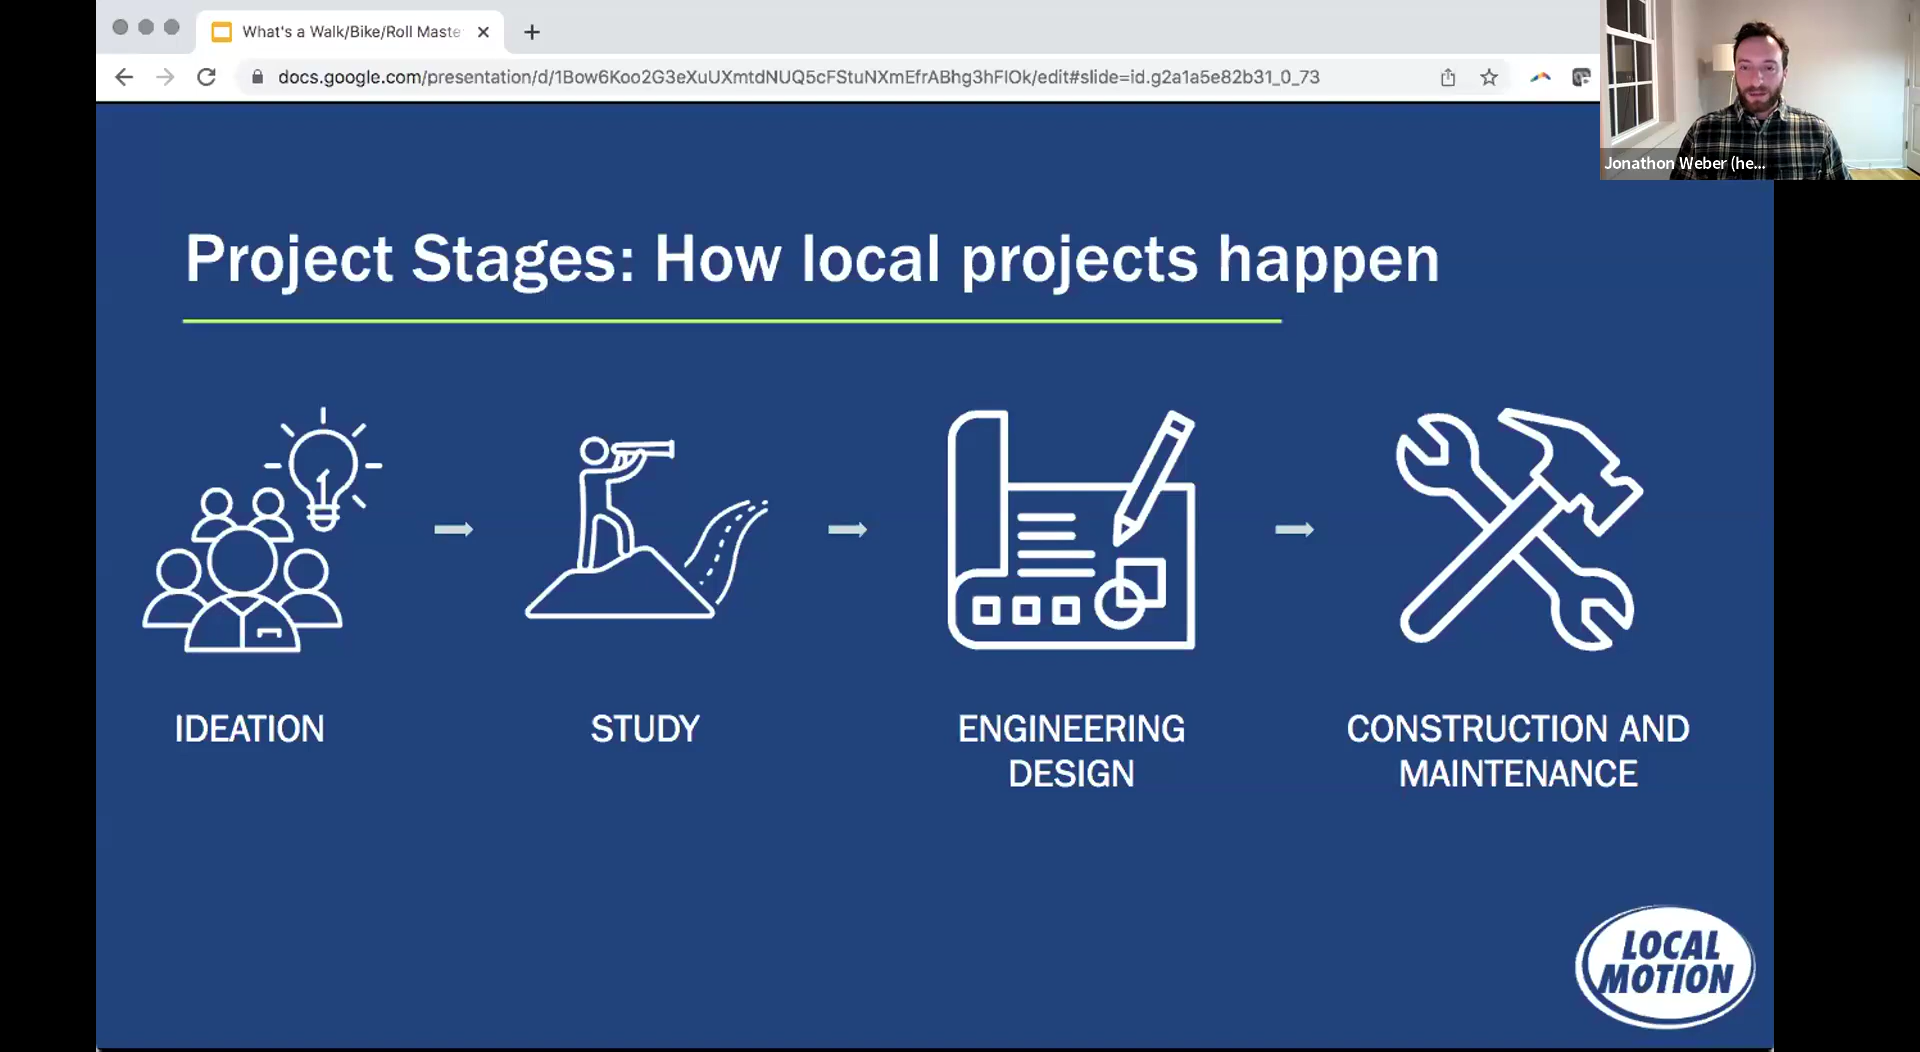 What's a Walk/Bike/Roll Maste
docs.google.com/presentation/d/1Bow6Koo2G3eXuUXmtdNUQ5cFStuNXmEfrABhg3hFIOk/edit#slide=id.g2a1a5e82b31_0_73
Jonathon Weber (he...
Project Stages: How local projects happen
IDEATION
STUDY
ENGINEERING
DESIGN
CONSTRUCTION AND
MAINTENANCE
LOCAL
MOTION